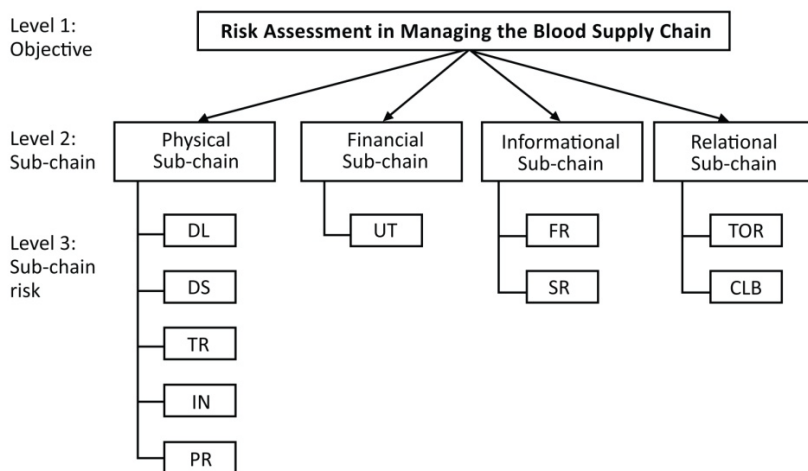 Level 1:
Objective
Risk Assessment in Managing the Blood Supply Chain
Level 2:
Sub-chain
Physical
Sub-chain
Financial
Sub-chain
Informational
Sub-chain
Relational
Sub-chain
Level 3:
Sub-chain
risk
DL
DS
TR
IN
PR
UT
FR
SR
TOR
CLB